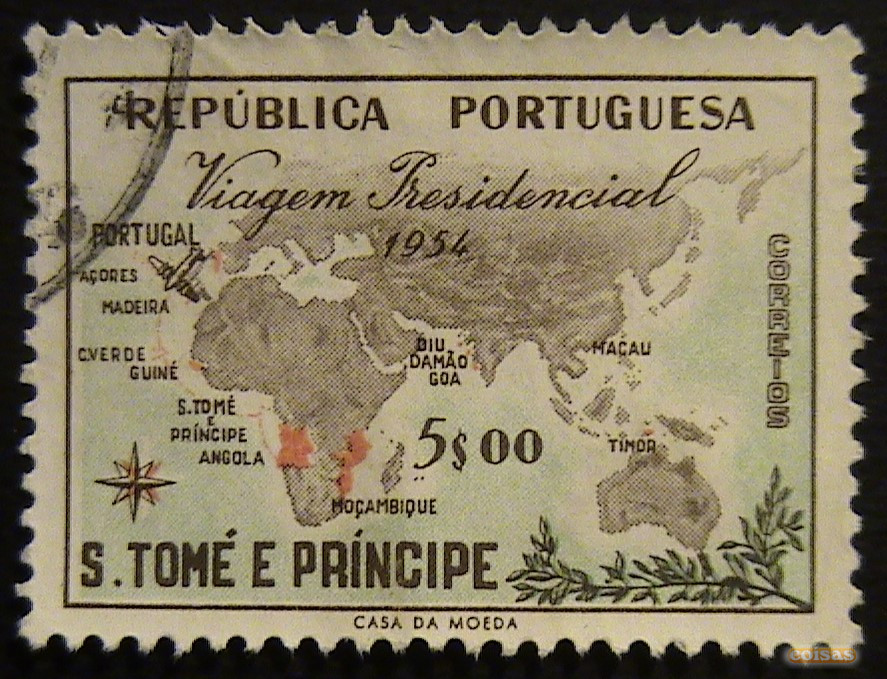 REPÚBLICA PORTUGUESA
Viagem Presidencial
1954
PORTUGAL
AÇORES
MADEIRA
C.VERDE
GUINÉ
S.TOMÉ
E
PRÍNCIPE
ANGOLA
MOÇAMBIQUE
DIU
DAMÃO
GOA
MACAU
TIMOR
5$00
CORREIOS
S.TOMÉ E PRÍNCIPE
CASA DA MOEDA
coisas